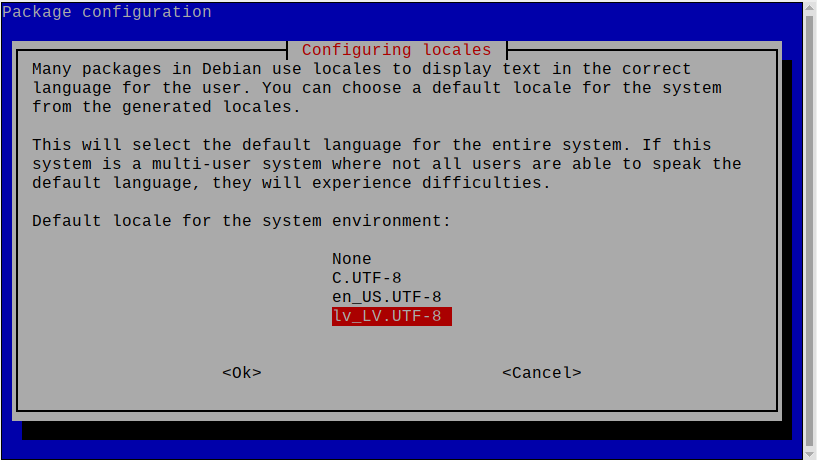 Package configuration
Configuring locales
Many packages in Debian use locales to display text in the correct
language for the user. You can choose a default locale for the system
from the generated locales.
This will select the default language for the entire system. If this
system is a multi-user system where not all users are able to speak the
default language, they will experience difficulties.
Default locale for the system environment:
None
C.UTF-8
en_US.UTF-8
lv_LV.UTF-8
<Ok> <Cancel>